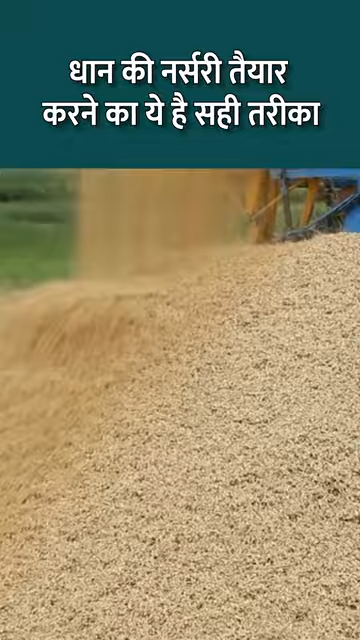 धान की नर्सरी तैयार
करने का ये है सही तरीका